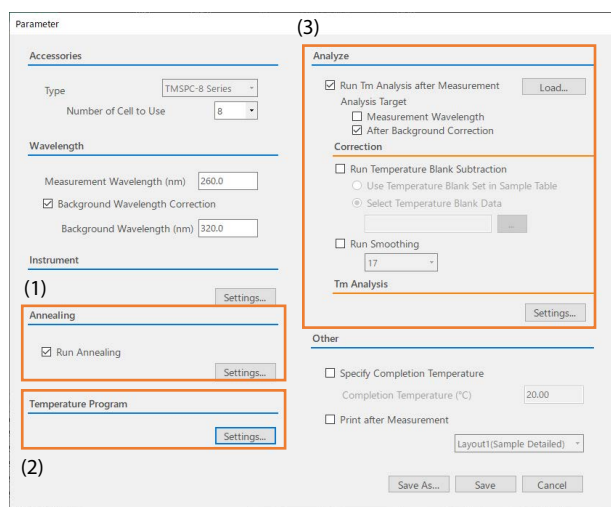 Parameter
(3)
Accessories
Type
TMSPC-8 Series
Number of Cell to Use
8
Wavelength
Measurement Wavelength (nm)
260.0
Background Wavelength Correction
Background Wavelength (nm)
320.0
Instrument
Settings...
(1)
Annealing
Run Annealing
Settings...
Temperature Program
Settings...
(2)
Analyze
Run Tm Analysis after Measurement
Load...
Analysis Target
Measurement Wavelength
After Background Correction
Correction
Run Temperature Blank Subtraction
Use Temperature Blank Set in Sample Table
Select Temperature Blank Data
...
Run Smoothing
17
Tm Analysis
Settings...
Other
Specify Completion Temperature
Completion Temperature (°C)
20.00
Print after Measurement
Layout1(Sample Detailed)
Save As...
Save
Cancel